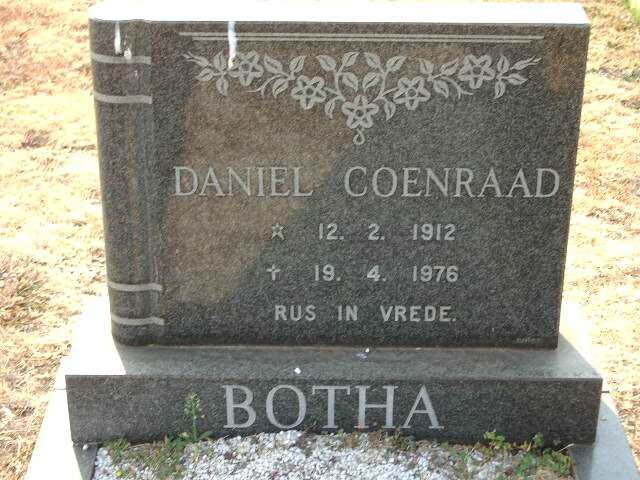 DANIEL COENRAAD
☆ 12. 2. 1912
✝ 19. 4. 1976
RUS IN VREDE.
BOTHA